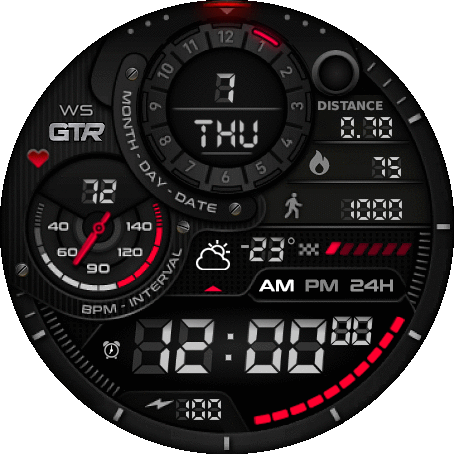 12 1 2 3 4 5 6 7 8 9 10 11
7
THU
MONTH - DAY - DATE
WS
GTR
DISTANCE
0.70
75
1000
72
40 60 90 120 140
BPM - INTERVAL
-23°
AM PM 24H
12:00 00
100